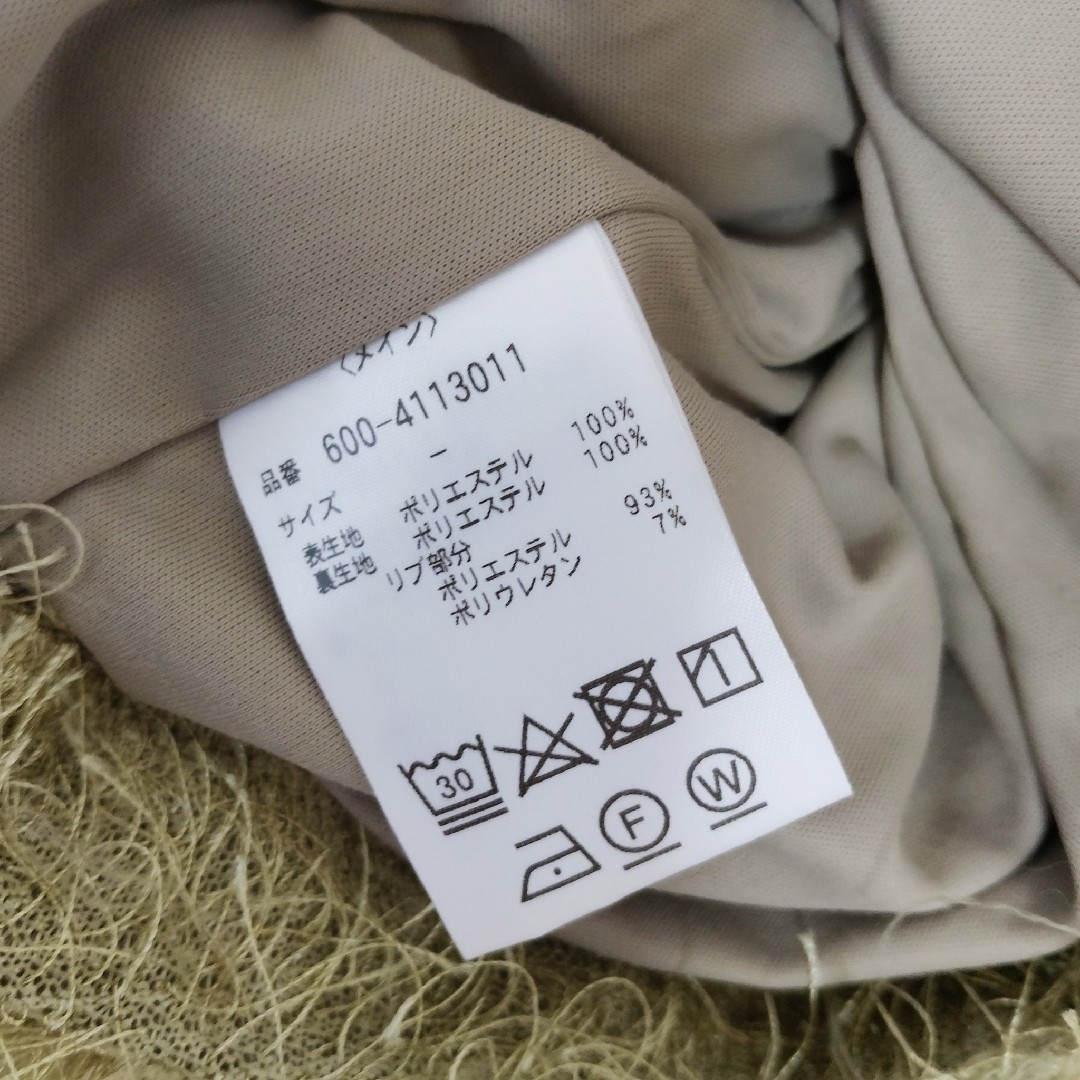 〈メイン〉
品番 600-4113011
サイズ -
表生地 ポリエステル 100%
裏生地 ポリエステル 100%
リブ部分
ポリエステル 93%
ポリウレタン 7%
30
F W